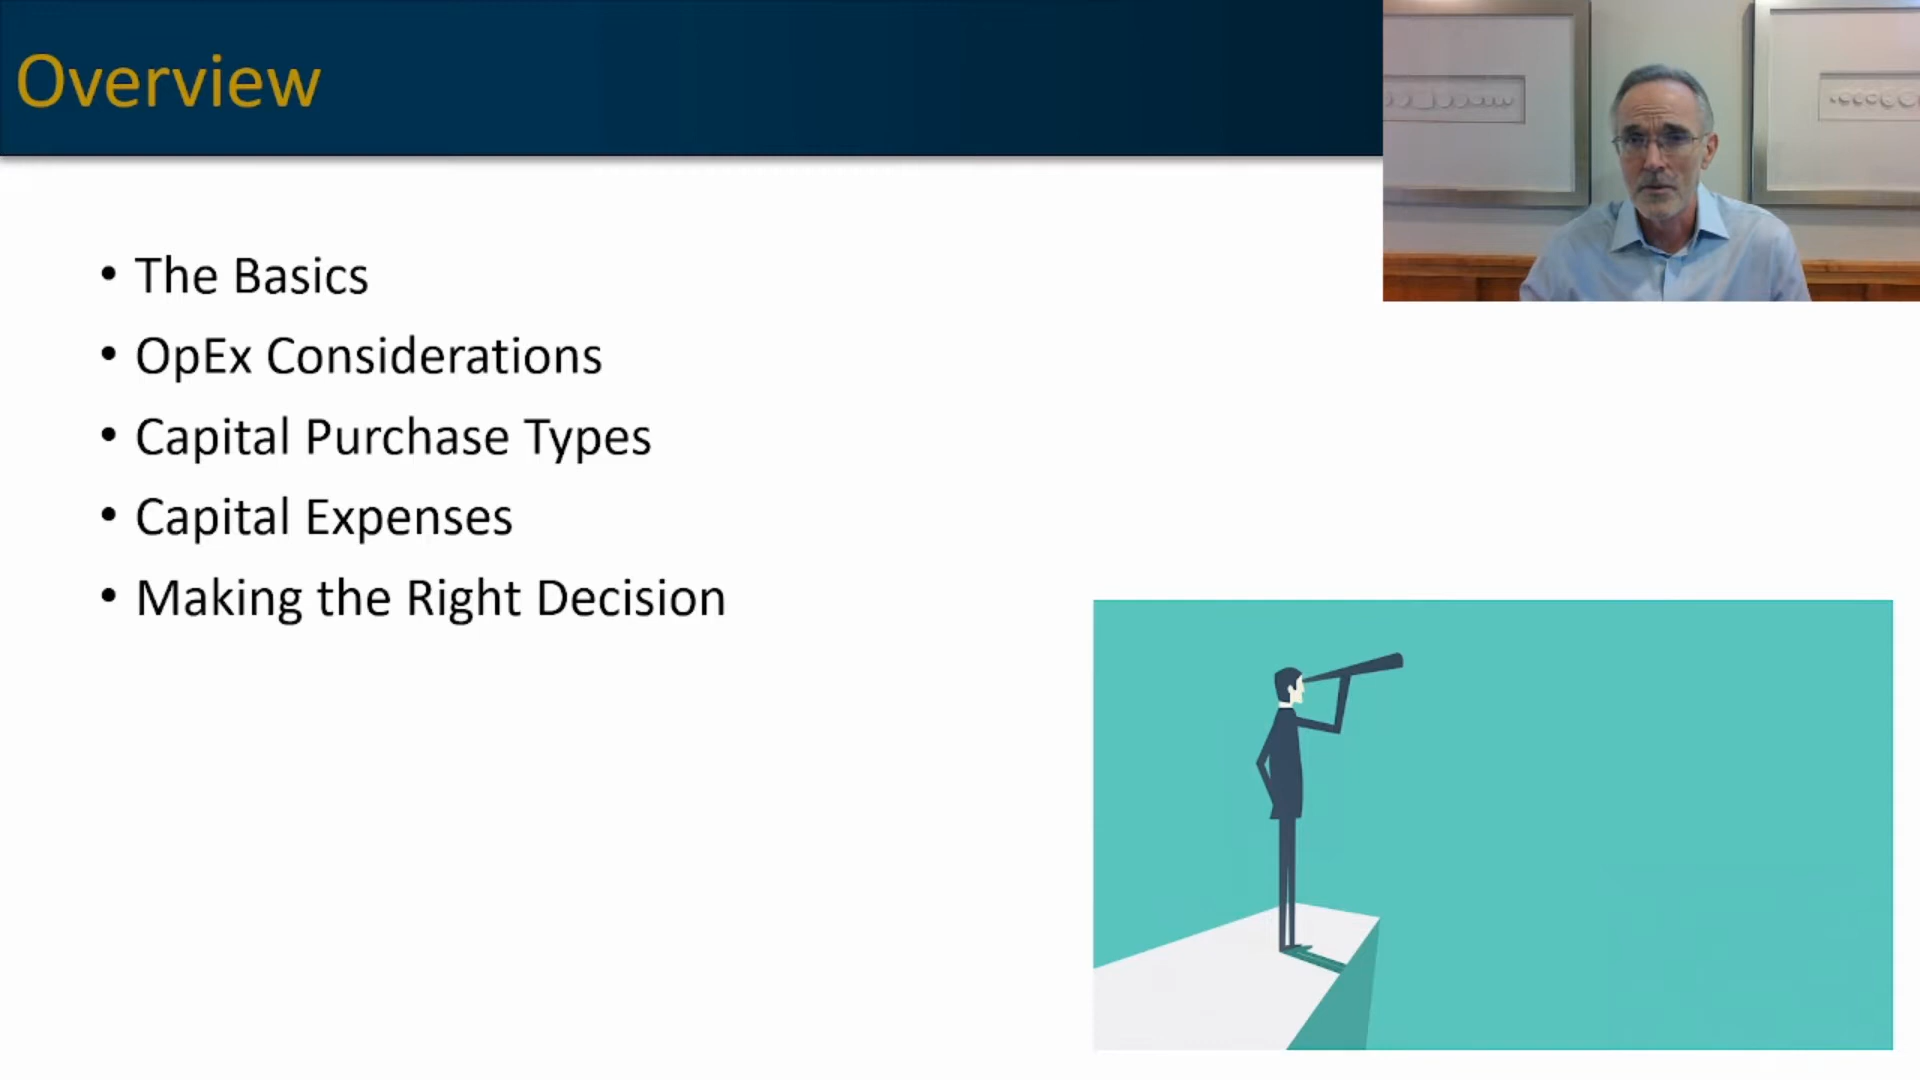 Overview
• The Basics
• OpEx Considerations
• Capital Purchase Types
• Capital Expenses
• Making the Right Decision